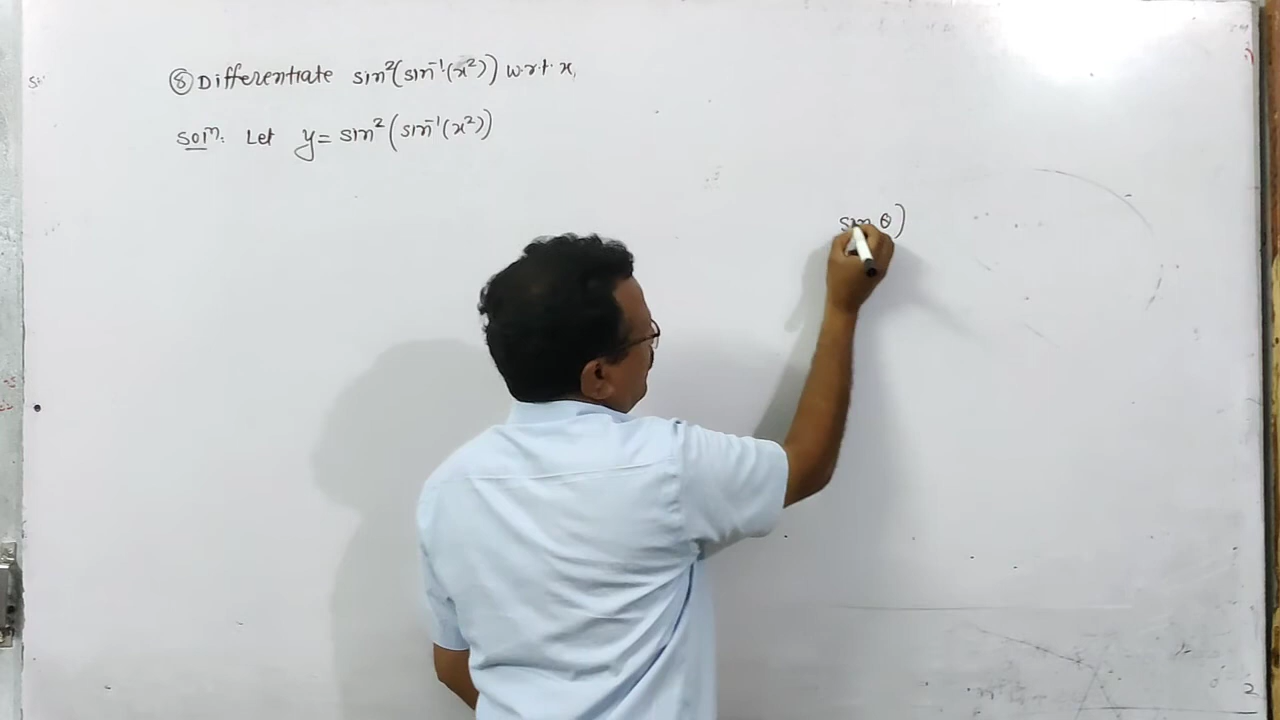 ⑧ Differentiate sin²(sin⁻¹(x²)) w.r.t. x,
Solⁿ: Let y = sin²(sin⁻¹(x²))
sin θ)